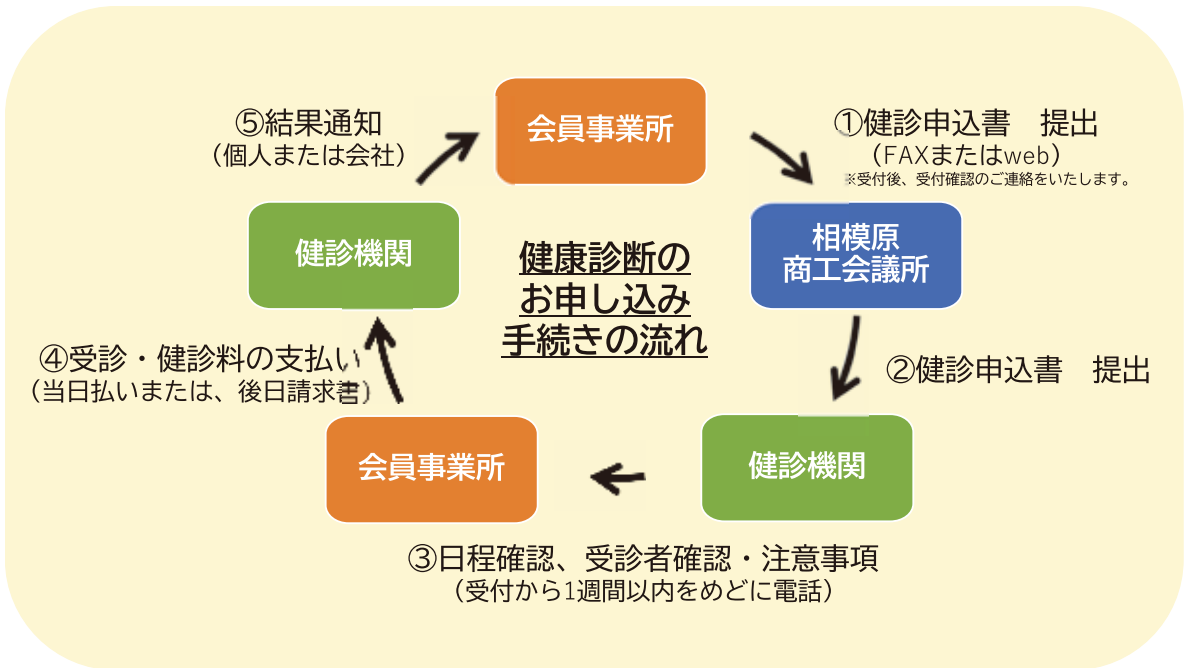 健康診断の
お申し込み
手続きの流れ
会員事業所
①健診申込書　提出
（FAXまたはweb）
※受付後、受付確認のご連絡をいたします。
相模原
商工会議所
②健診申込書　提出
健診機関
③日程確認、受診者確認・注意事項
（受付から1週間以内をめどに電話）
会員事業所
④受診・健診料の支払い
（当日払いまたは、後日請求書）
健診機関
⑤結果通知
（個人または会社）